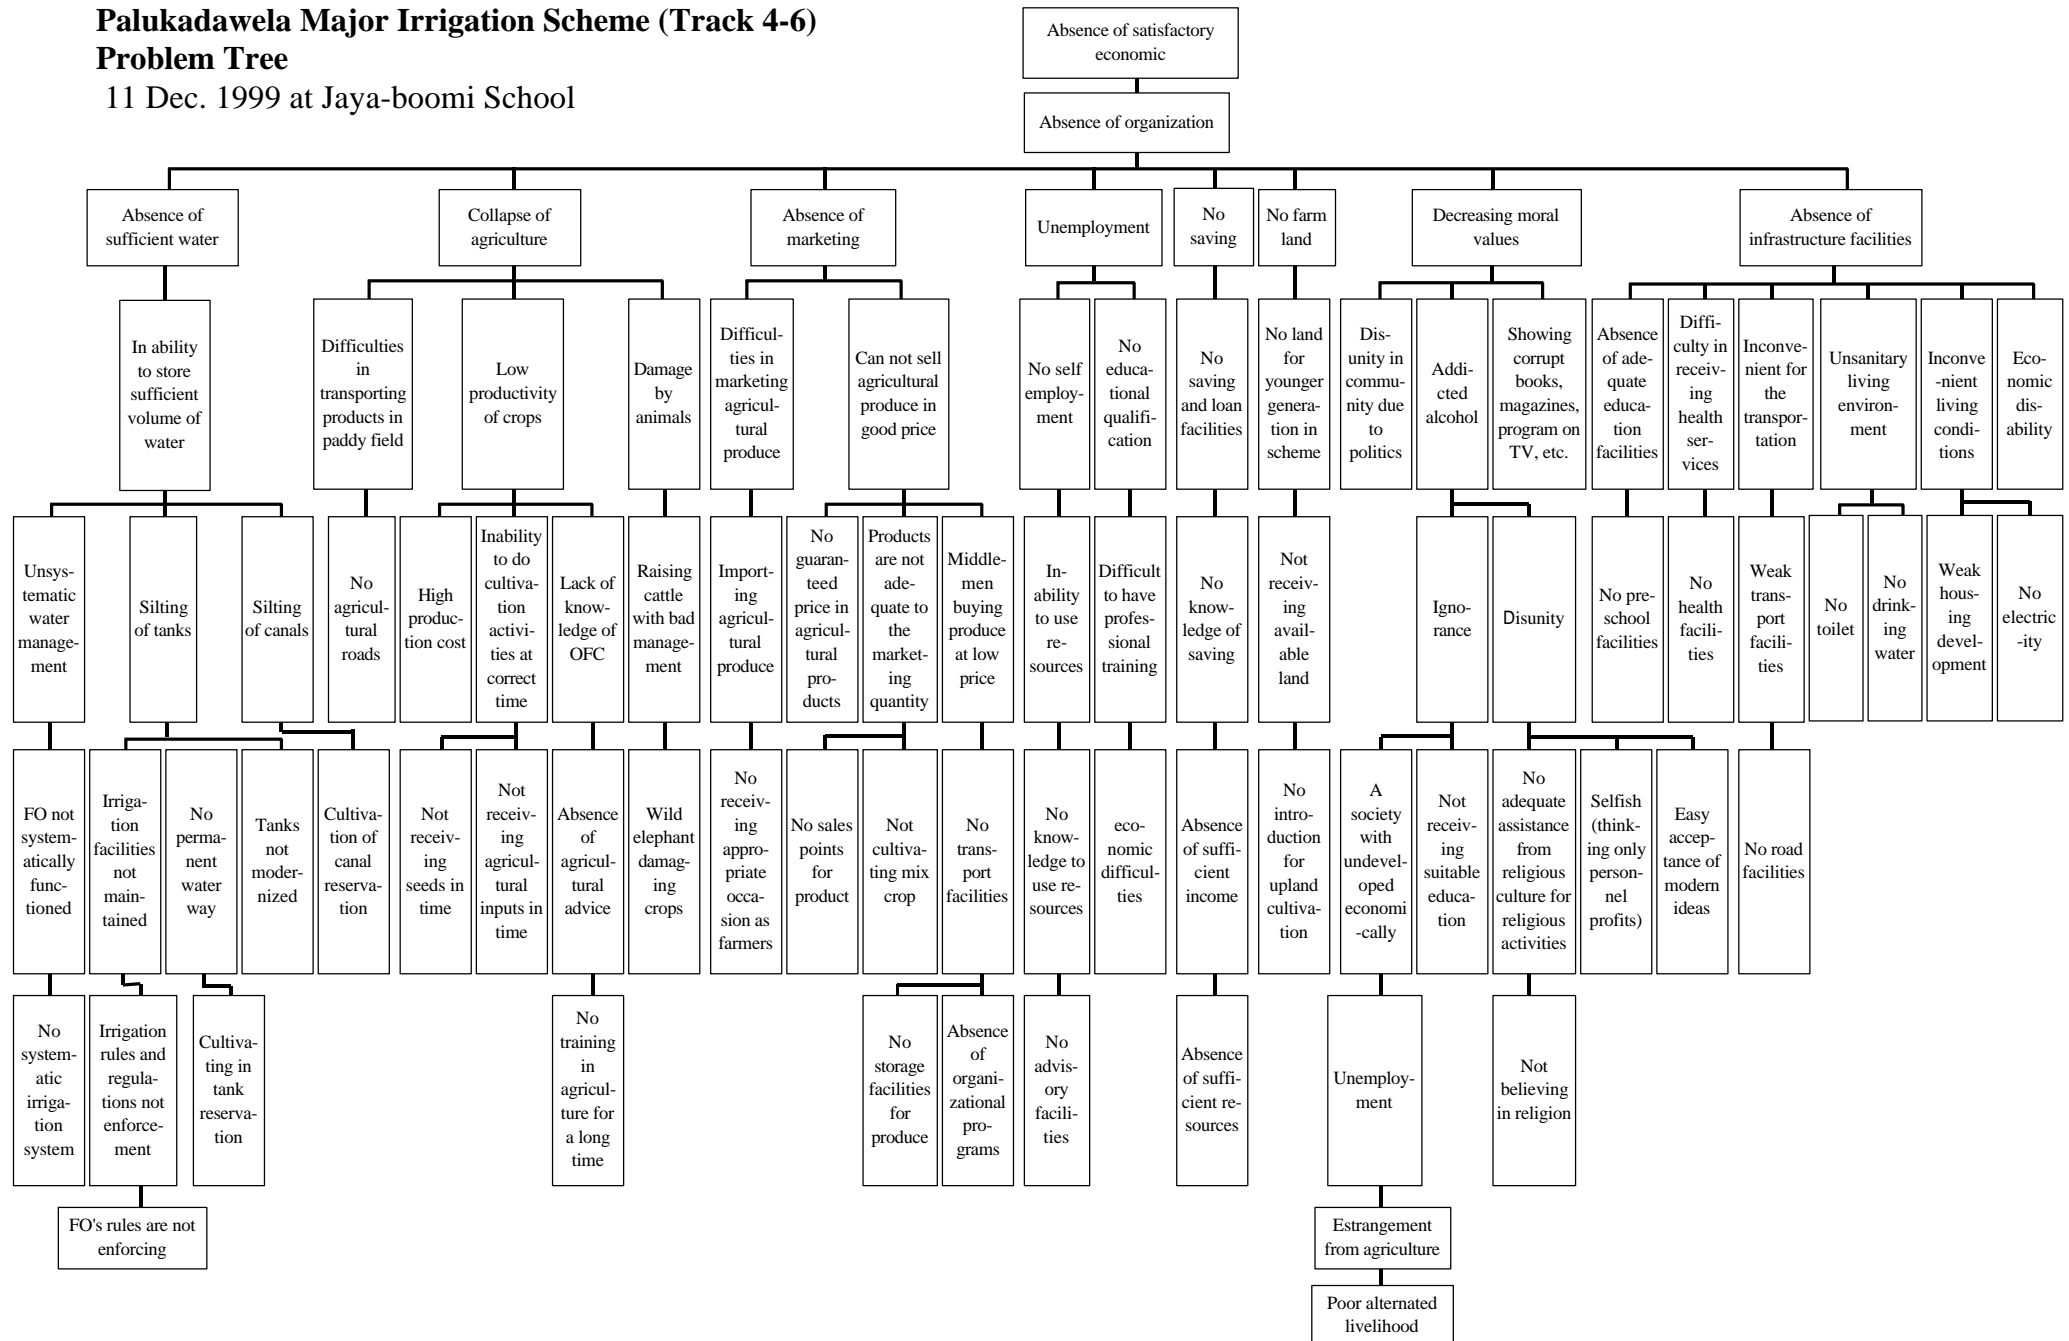 Palukadawela Major Irrigation Scheme (Track 4-6)
Problem Tree
11 Dec. 1999 at Jaya-boomi School
Absence of satisfactory
economic
Absence of organization
Absence of
sufficient water
Collapse of
agriculture
Absence of
marketing
Unemployment
No
saving
No farm
land
Decreasing moral
values
Absence of
infrastructure facilities
In ability
to store
sufficient
volume of
water
Difficulties
in
transporting
products in
paddy field
Low
productivity
of crops
Damage
by
animals
Difficul-
ties in
marketing
agricul-
tural
produce
Can not sell
agricultural
produce in
good price
No self
employ-
ment
No
educa-
tional
qualifi-
cation
No
saving
and loan
facilities
No land
for
younger
genera-
tion in
scheme
Dis-
unity in
commu-
nity due
to
politics
Addi-
cted
alcohol
Showing
corrupt
books,
magazines,
program on
TV, etc.
Absence
of ade-
quate
educa-
tion
facilities
Diffi-
culty in
receiv-
ing
health
ser-
vices
Inconve-
nient for
the
transpor-
tation
Unsanitary
living
environ-
ment
Inconve
-nient
living
condi-
tions
Eco-
nomic
dis-
ability
Unsys-
tematic
water
manage-
ment
Silting
of tanks
Silting
of canals
No
agricul-
tural
roads
High
produc-
tion cost
Inability
to do
cultiva-
tion
activi-
ties at
correct
time
Lack of
know-
ledge of
OFC
Raising
cattle
with bad
manage-
ment
Import-
ing
agricul-
tural
produce
No
guaran-
teed
price in
agricul-
tural
pro-
ducts
Products
are not
ade-
quate to
the
market-
ing
quantity
Middle-
men
buying
produce
at low
price
In-
ability
to use
re-
sources
Difficult
to have
profes-
sional
training
No
know-
ledge of
saving
Not
receiv-
ing
avail-
able
land
Igno-
rance
Disunity
No pre-
school
facilities
No
health
facili-
ties
Weak
trans-
port
facili-
ties
No
toilet
No
drink-
ing
water
Weak
hous-
ing
devel-
opment
No
electric
-ity
FO not
system-
atically
func-
tioned
Irriga-
tion
facilities
not
main-
tained
No
perma-
nent
water
way
Tanks
not
moder-
nized
Cultiva-
tion of
canal
reserva-
tion
Not
receiv-
ing
seeds in
time
Not
receiv-
ing
agricul-
tural
inputs in
time
Absence
of
agricul-
tural
advice
Wild
elephant
damag-
ing
crops
No
receiv-
ing
appro-
priate
occa-
sion as
farmers
No sales
points
for
product
Not
cultiva-
ting mix
crop
No
trans-
port
facilities
No
know-
ledge to
use re-
sources
eco-
nomic
difficul-
ties
Absence
of suffi-
cient
income
No
intro-
duction
for
upland
cultiva-
tion
A
society
with
undevel-
oped
economi
-cally
Not
receiv-
ing
suitable
educa-
tion
No
adequate
assistance
from
religious
culture for
religious
activities
Selfish
(think-
ing only
person-
nel
profits)
Easy
accep-
tance of
modern
ideas
No road
facilities
No
system-
atic
irriga-
tion
system
Irrigation
rules and
regula-
tions not
enforce-
ment
Cultiva-
ting in
tank
reserva-
tion
No
training
in
agricul-
ture for
a long
time
No
storage
facilities
for
produce
Absence
of
organi-
zational
pro-
grams
No
advis-
ory
facili-
ties
Absence
of suffi-
cient re-
sources
Unemploy-
ment
Not
believing
in religion
FO's rules are not
enforcing
Estrangement
from agriculture
Poor alternated
livelihood